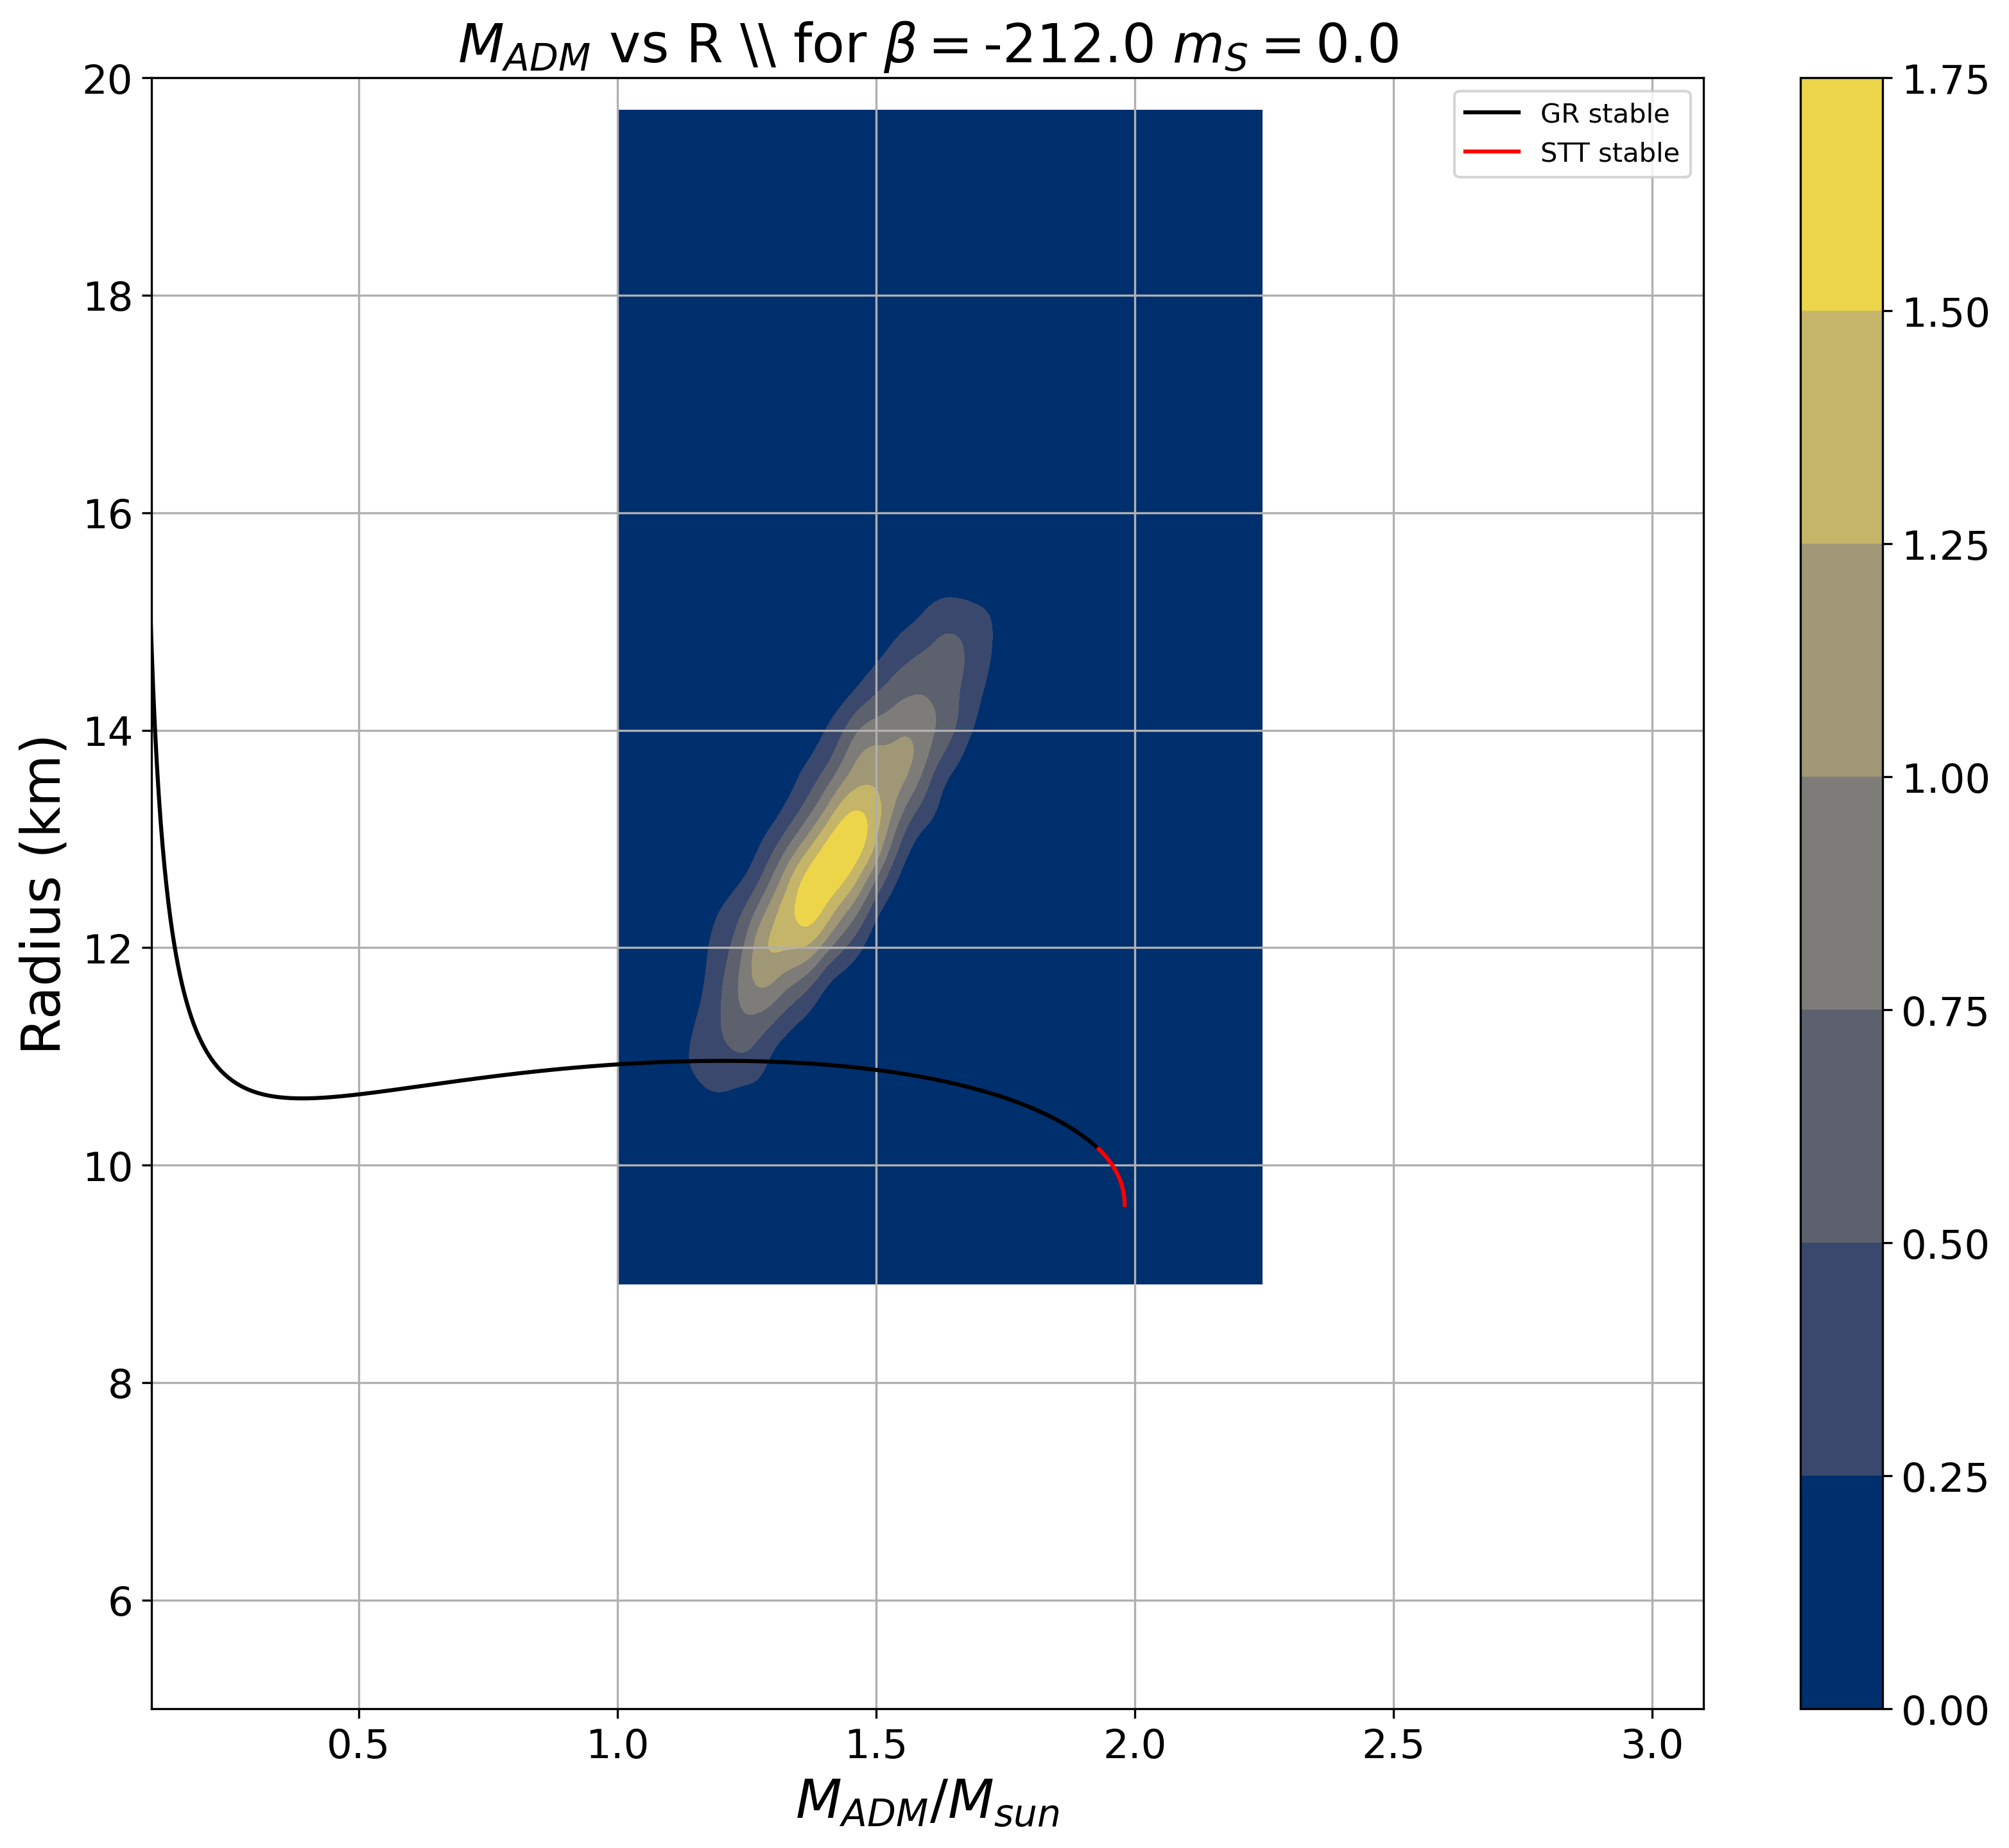 M_ADM vs R \\ for β = -212.0 m_S = 0.0
GR stable
STT stable
Radius (km)
20
18
16
14
12
10
8
6
0.5 1.0 1.5 2.0 2.5 3.0
M_ADM/M_sun
1.75
1.50
1.25
1.00
0.75
0.50
0.25
0.00